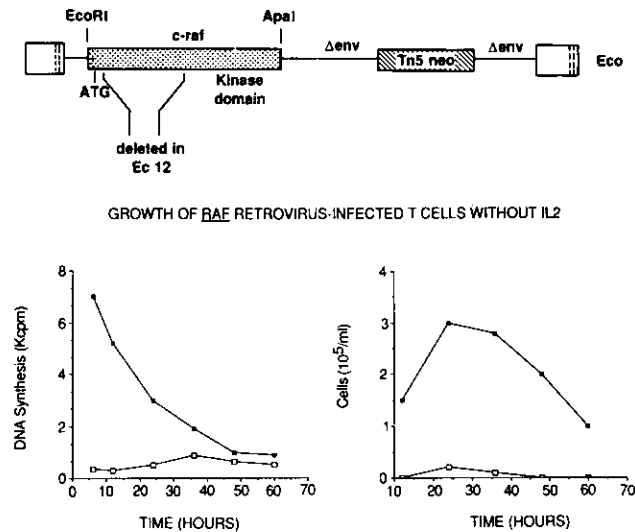 EcoRI
ApaI
c-raf
Δenv
Tn5 neo
Δenv
Eco
ATG
Kinase
domain
deleted in
Ec 12
GROWTH OF RAF RETROVIRUS-INFECTED T CELLS WITHOUT IL2
DNA Synthesis (Kcpm)
8
6
4
2
0
0 10 20 30 40 50 60 70
TIME (HOURS)
Cells (10⁵/ml)
4
3
2
1
0
10 20 30 40 50 60 70
TIME (HOURS)